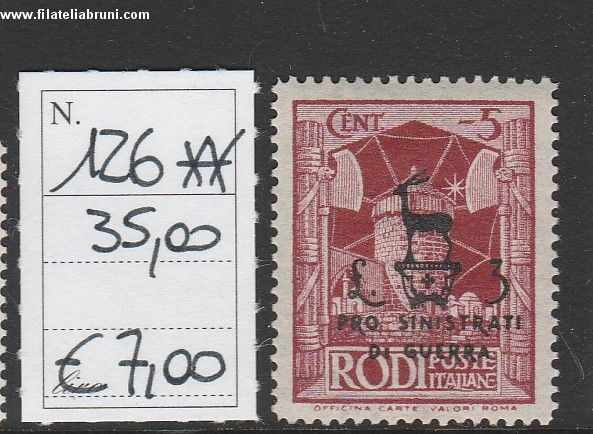 www.filateliabruni.com
N.
126 ☆☆
35,00
€ 7,00
CENT -5
£. 3
PRO SINISTRATI
DI GUERRA
RODI POSTE ITALIANE
OFFICINA CARTE VALORI ROMA